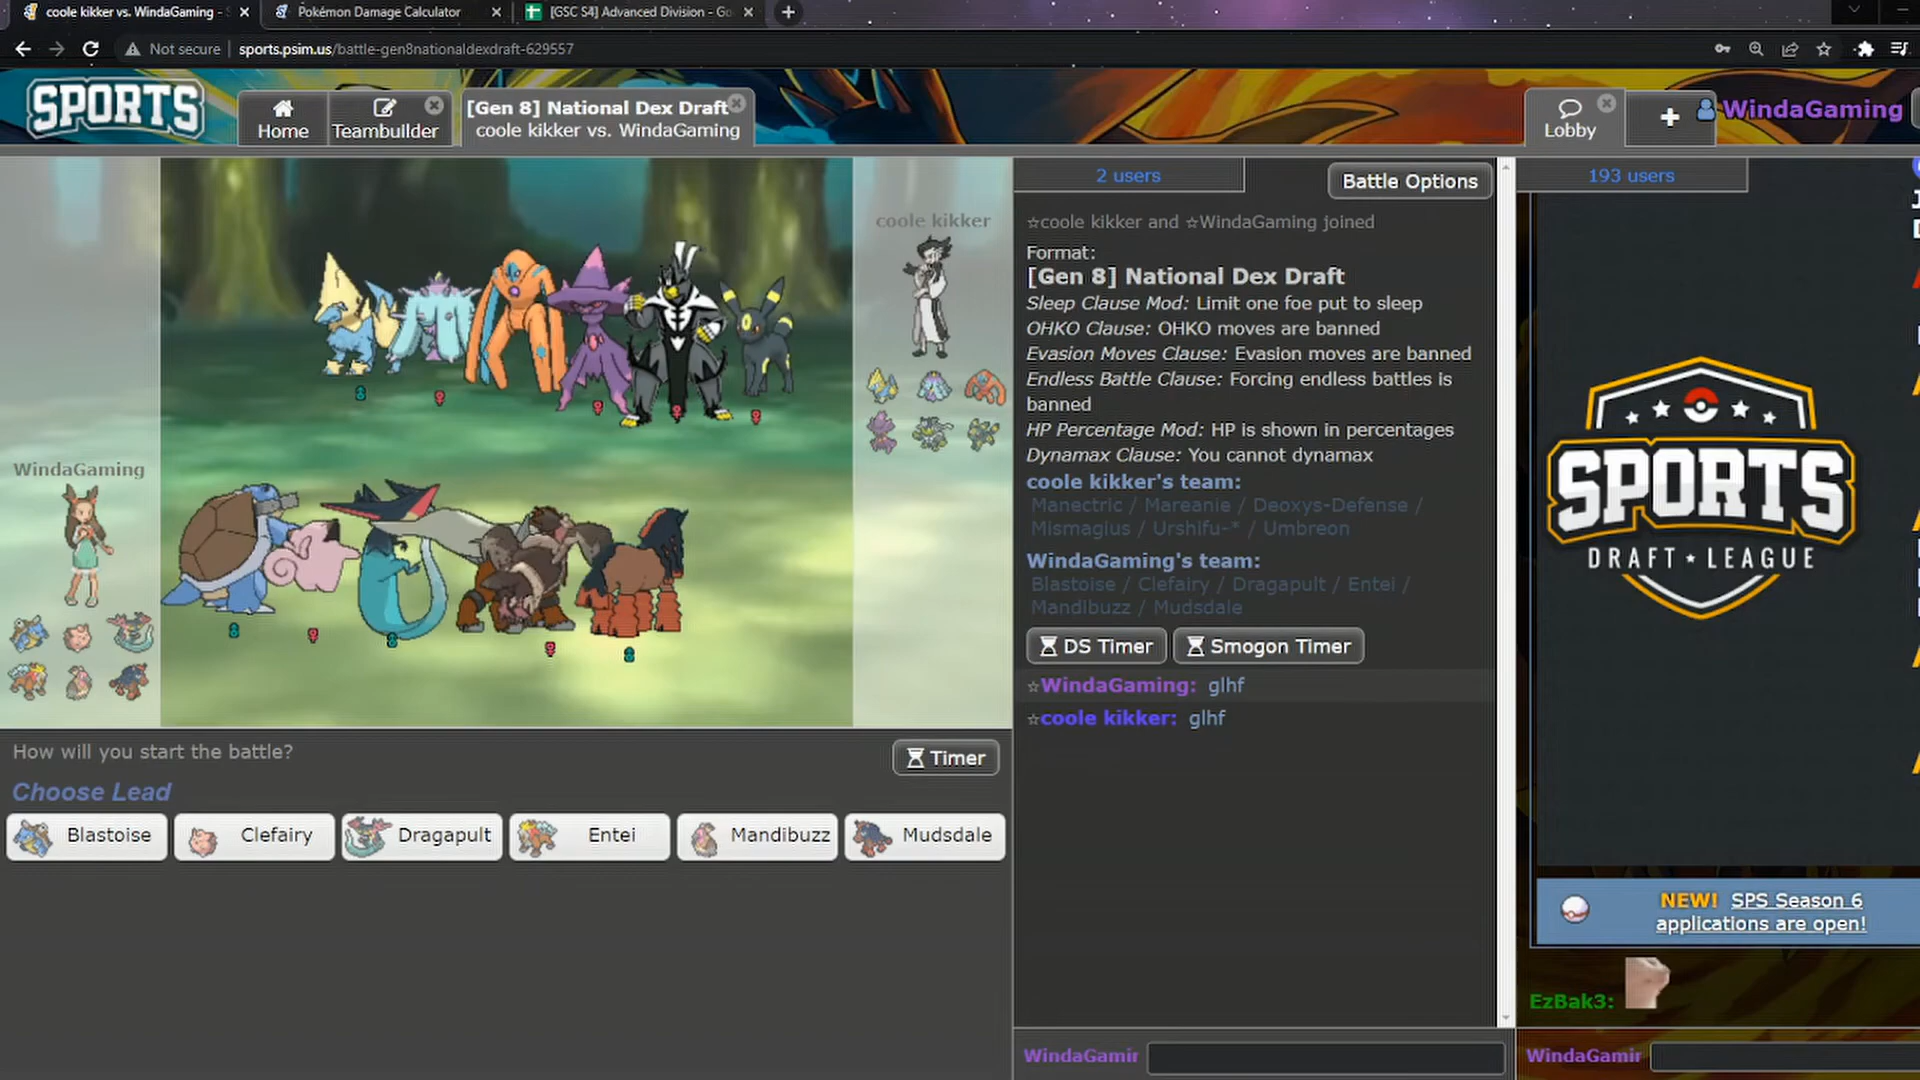 coole kikker vs. WindaGaming - S
Pokémon Damage Calculator
[GSC S4] Advanced Division - Go
Not secure
sports.psim.us/battle-gen8nationaldexdraft-629557
SPORTS
Home
Teambuilder
[Gen 8] National Dex Draft
coole kikker vs. WindaGaming
Lobby
WindaGaming
coole kikker
WindaGaming
2 users
Battle Options
☆coole kikker and ☆WindaGaming joined
Format:
[Gen 8] National Dex Draft
Sleep Clause Mod: Limit one foe put to sleep
OHKO Clause: OHKO moves are banned
Evasion Moves Clause: Evasion moves are banned
Endless Battle Clause: Forcing endless battles is
banned
HP Percentage Mod: HP is shown in percentages
Dynamax Clause: You cannot dynamax
coole kikker's team:
Manectric / Mareanie / Deoxys-Defense /
Mismagius / Urshifu-* / Umbreon
WindaGaming's team:
Blastoise / Clefairy / Dragapult / Entei /
Mandibuzz / Mudsdale
DS Timer
Smogon Timer
☆WindaGaming: glhf
☆coole kikker: glhf
How will you start the battle?
Timer
Choose Lead
Blastoise
Clefairy
Dragapult
Entei
Mandibuzz
Mudsdale
WindaGamir
193 users
SPORTS
DRAFT ★ LEAGUE
NEW! SPS Season 6
applications are open!
EzBak3:
WindaGamir